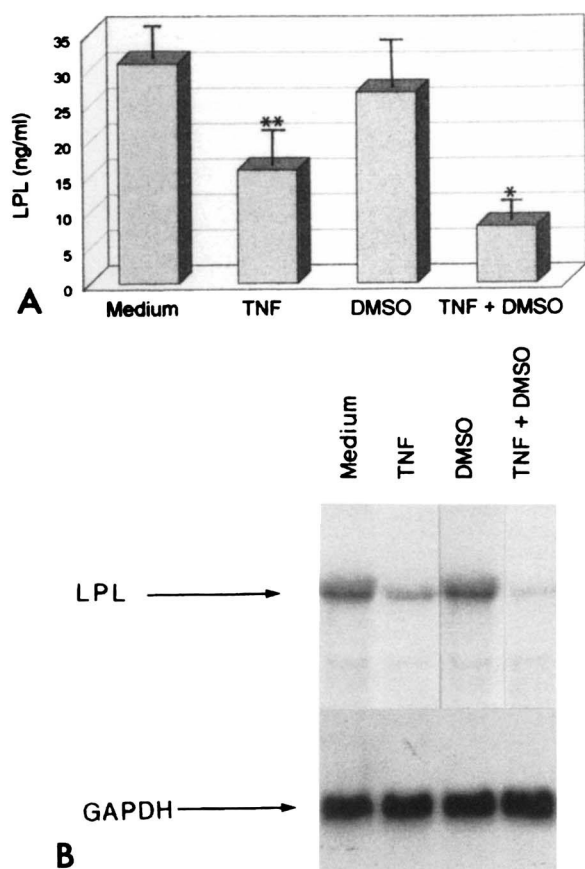 35
30
25
20
15
10
5
0
LPL (ng/ml)
**
*
Medium TNF DMSO TNF + DMSO
A
Medium TNF DMSO TNF + DMSO
LPL
GAPDH
B